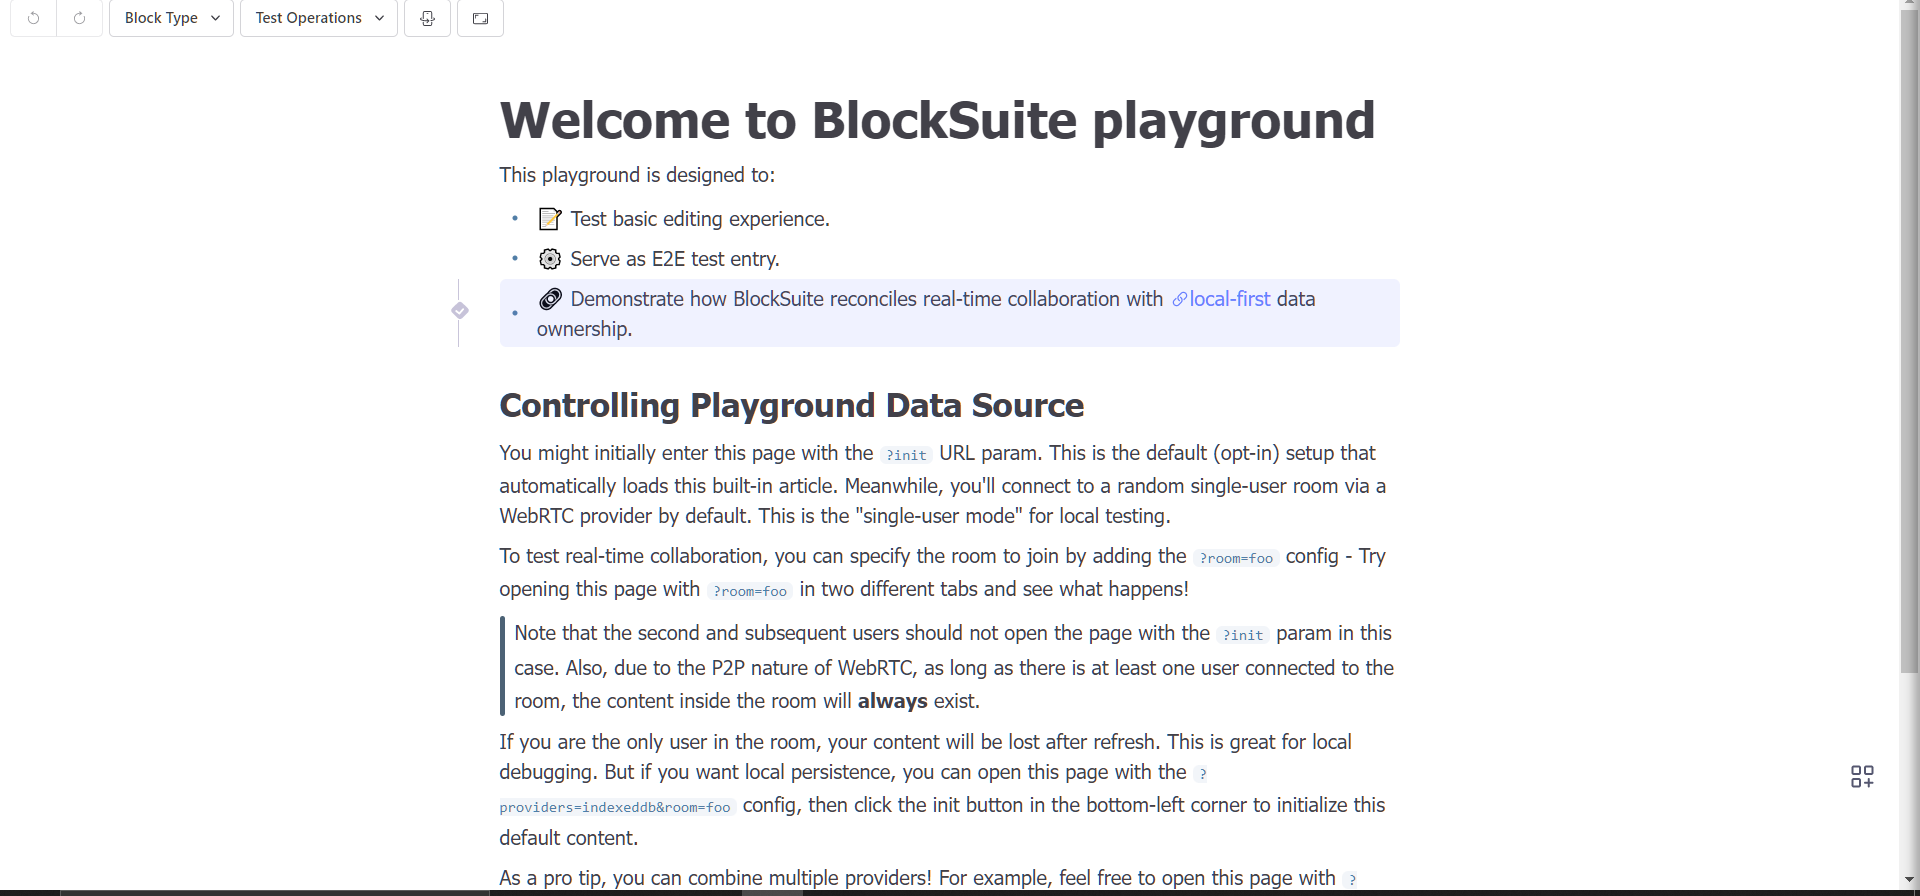 Block Type
Test Operations
Welcome to BlockSuite playground
This playground is designed to:
• 📝 Test basic editing experience.
• ⚙️ Serve as E2E test entry.
• 🔗 Demonstrate how BlockSuite reconciles real-time collaboration with local-first data
ownership.
Controlling Playground Data Source
You might initially enter this page with the ?init URL param. This is the default (opt-in) setup that
automatically loads this built-in article. Meanwhile, you'll connect to a random single-user room via a
WebRTC provider by default. This is the "single-user mode" for local testing.
To test real-time collaboration, you can specify the room to join by adding the ?room=foo config - Try
opening this page with ?room=foo in two different tabs and see what happens!
Note that the second and subsequent users should not open the page with the ?init param in this
case. Also, due to the P2P nature of WebRTC, as long as there is at least one user connected to the
room, the content inside the room will always exist.
If you are the only user in the room, your content will be lost after refresh. This is great for local
debugging. But if you want local persistence, you can open this page with the ?
providers=indexeddb&room=foo config, then click the init button in the bottom-left corner to initialize this
default content.
As a pro tip, you can combine multiple providers! For example, feel free to open this page with ?